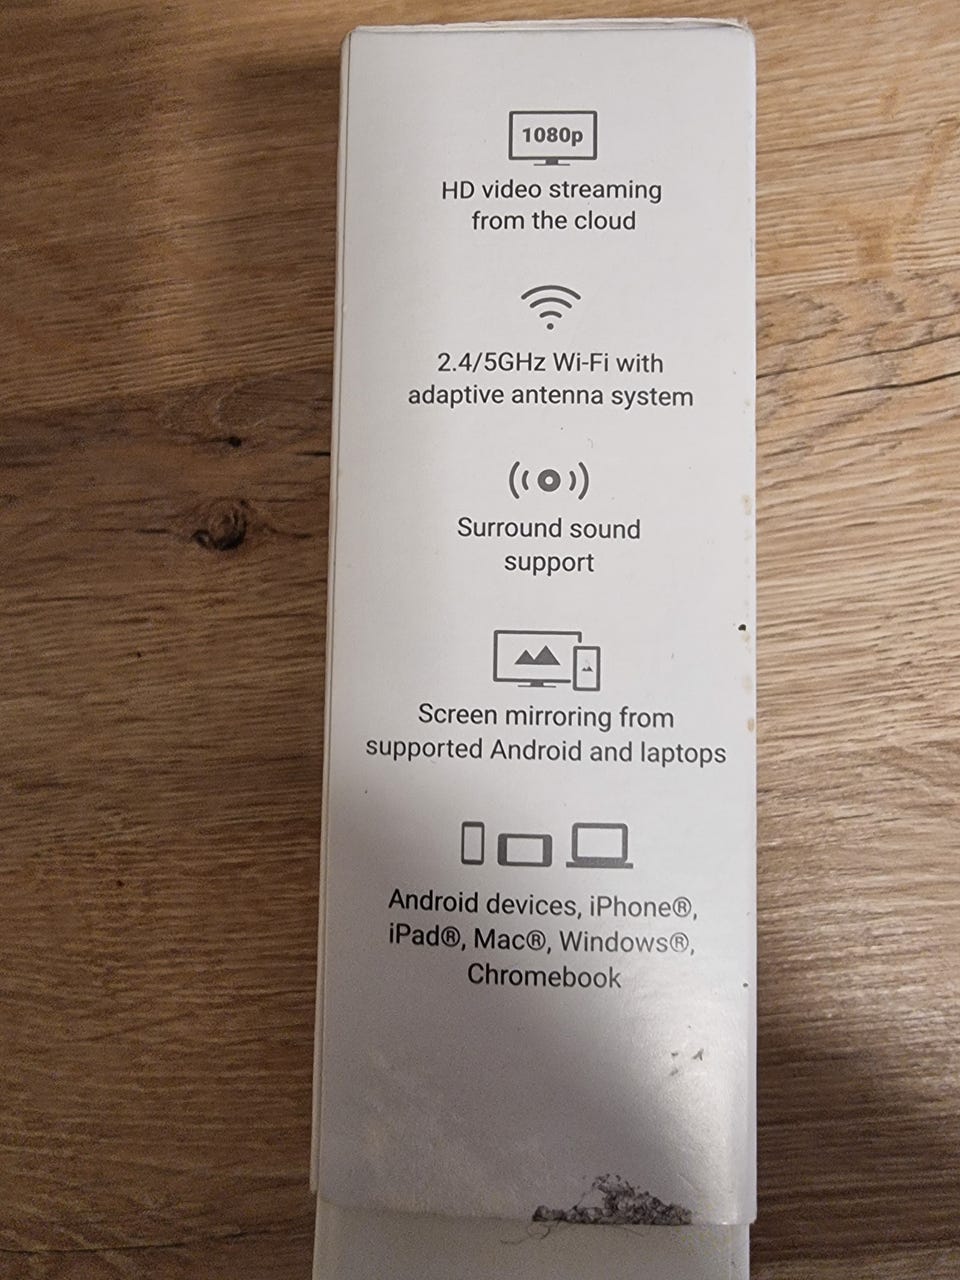 1080p
HD video streaming
from the cloud
2.4/5GHz Wi-Fi with
adaptive antenna system
Surround sound
support
Screen mirroring from
supported Android and laptops
Android devices, iPhone®,
iPad®, Mac®, Windows®,
Chromebook